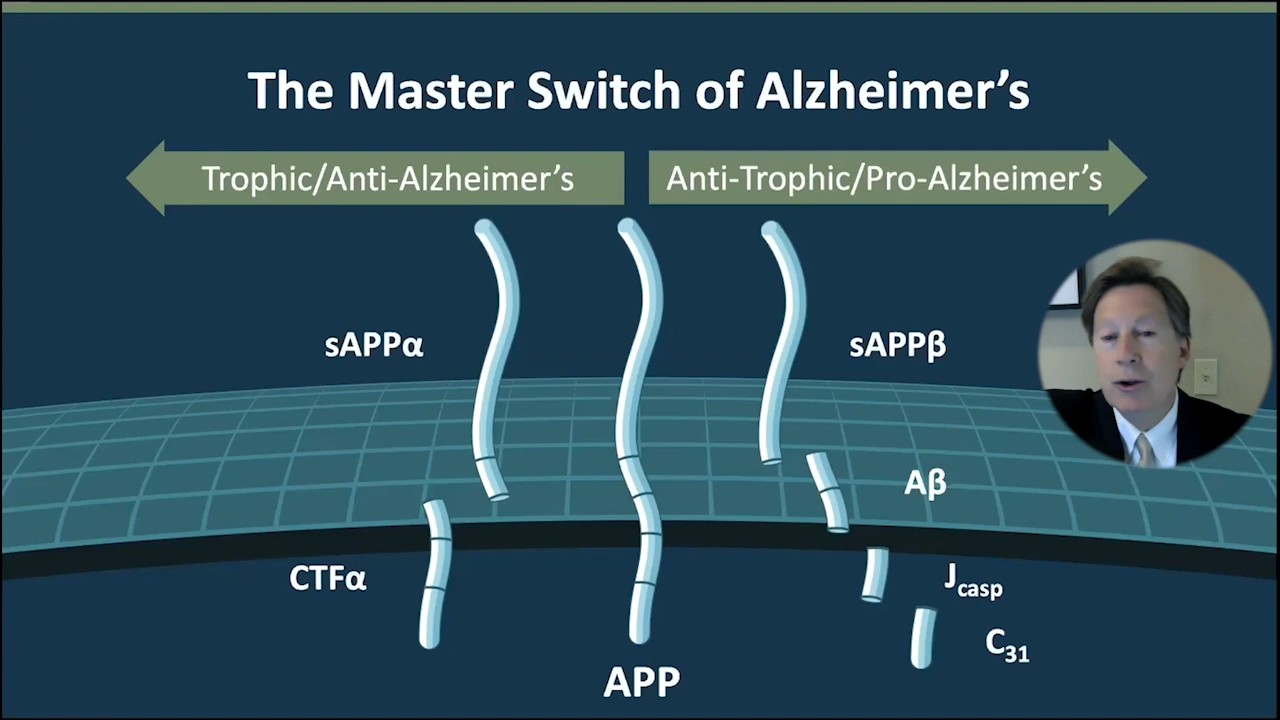 The Master Switch of Alzheimer’s
Trophic/Anti-Alzheimer’s
Anti-Trophic/Pro-Alzheimer’s
sAPPα
sAPPβ
Aβ
CTFα
Jcasp
C31
APP